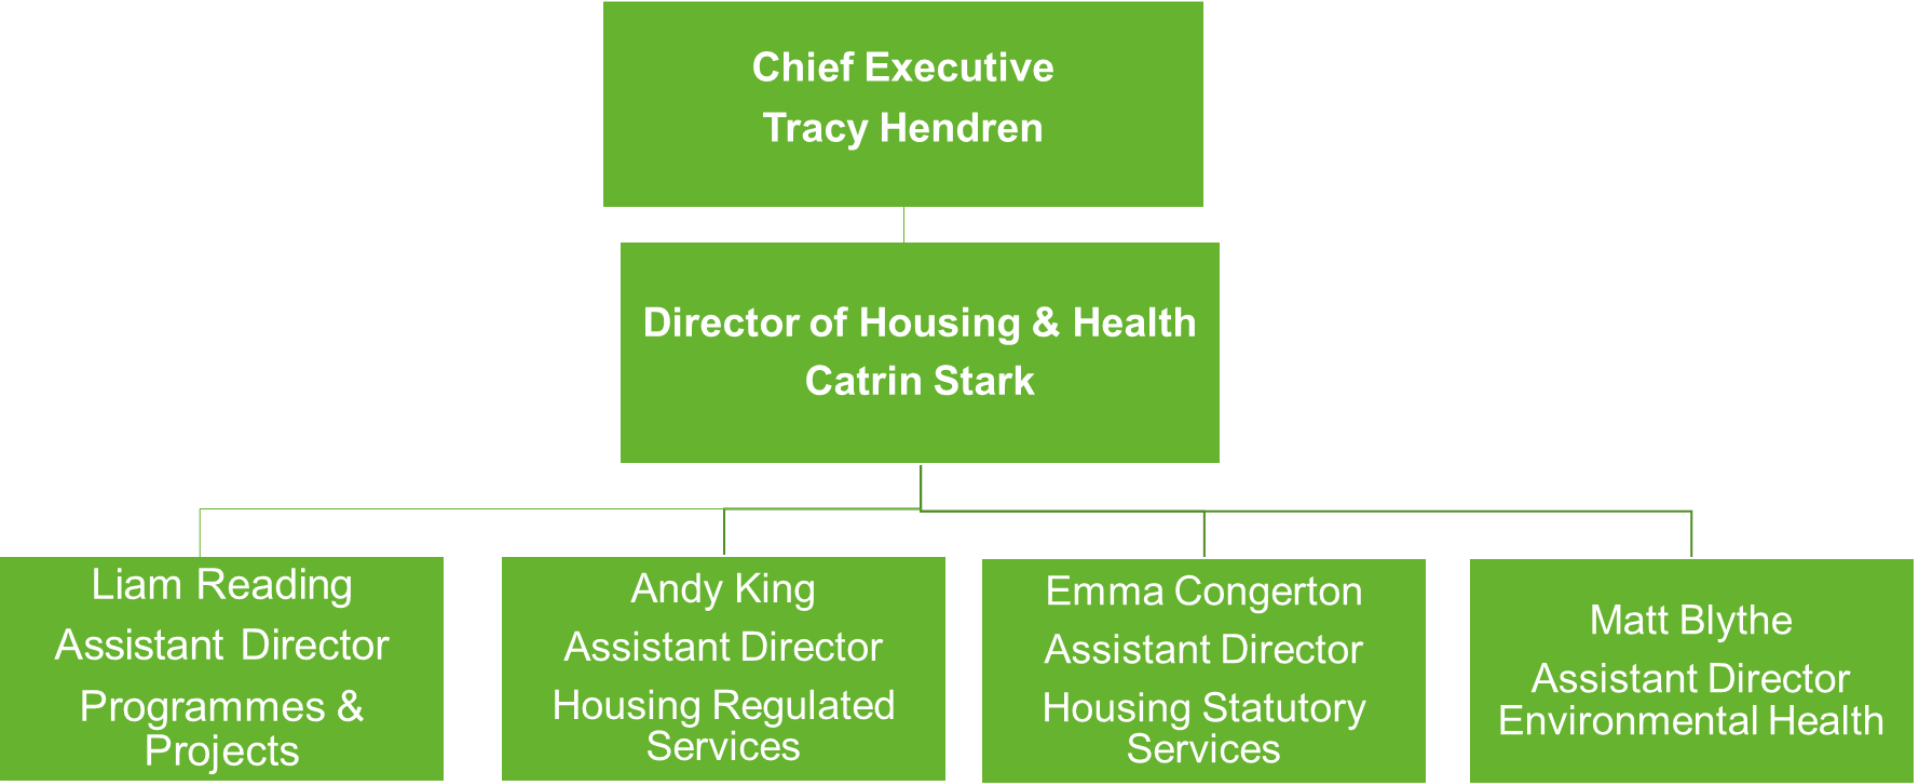 Chief Executive
Tracy Hendren
Director of Housing & Health
Catrin Stark
Liam Reading
Assistant Director
Programmes &
Projects
Andy King
Assistant Director
Housing Regulated
Services
Emma Congerton
Assistant Director
Housing Statutory
Services
Matt Blythe
Assistant Director
Environmental Health